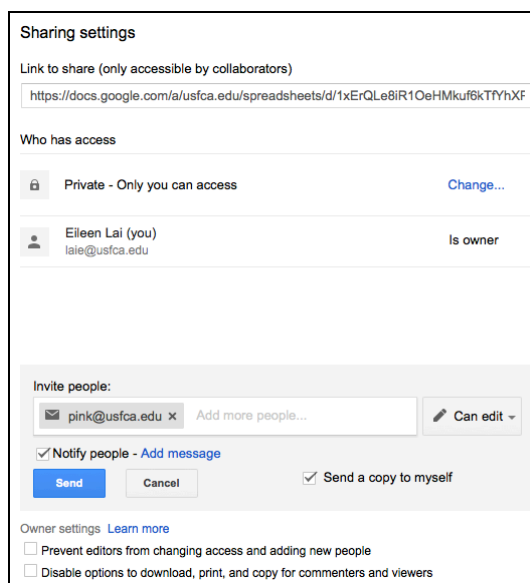 Sharing settings
Link to share (only accessible by collaborators)
https://docs.google.com/a/usfca.edu/spreadsheets/d/1xErQLe8iR1OeHMkuf6kTfYhXF
Who has access
Private - Only you can access Change...
Eileen Lai (you) Is owner
laie@usfca.edu
Invite people:
pink@usfca.edu x Add more people... Can edit
Notify people - Add message
Send Cancel Send a copy to myself
Owner settings Learn more
Prevent editors from changing access and adding new people
Disable options to download, print, and copy for commenters and viewers